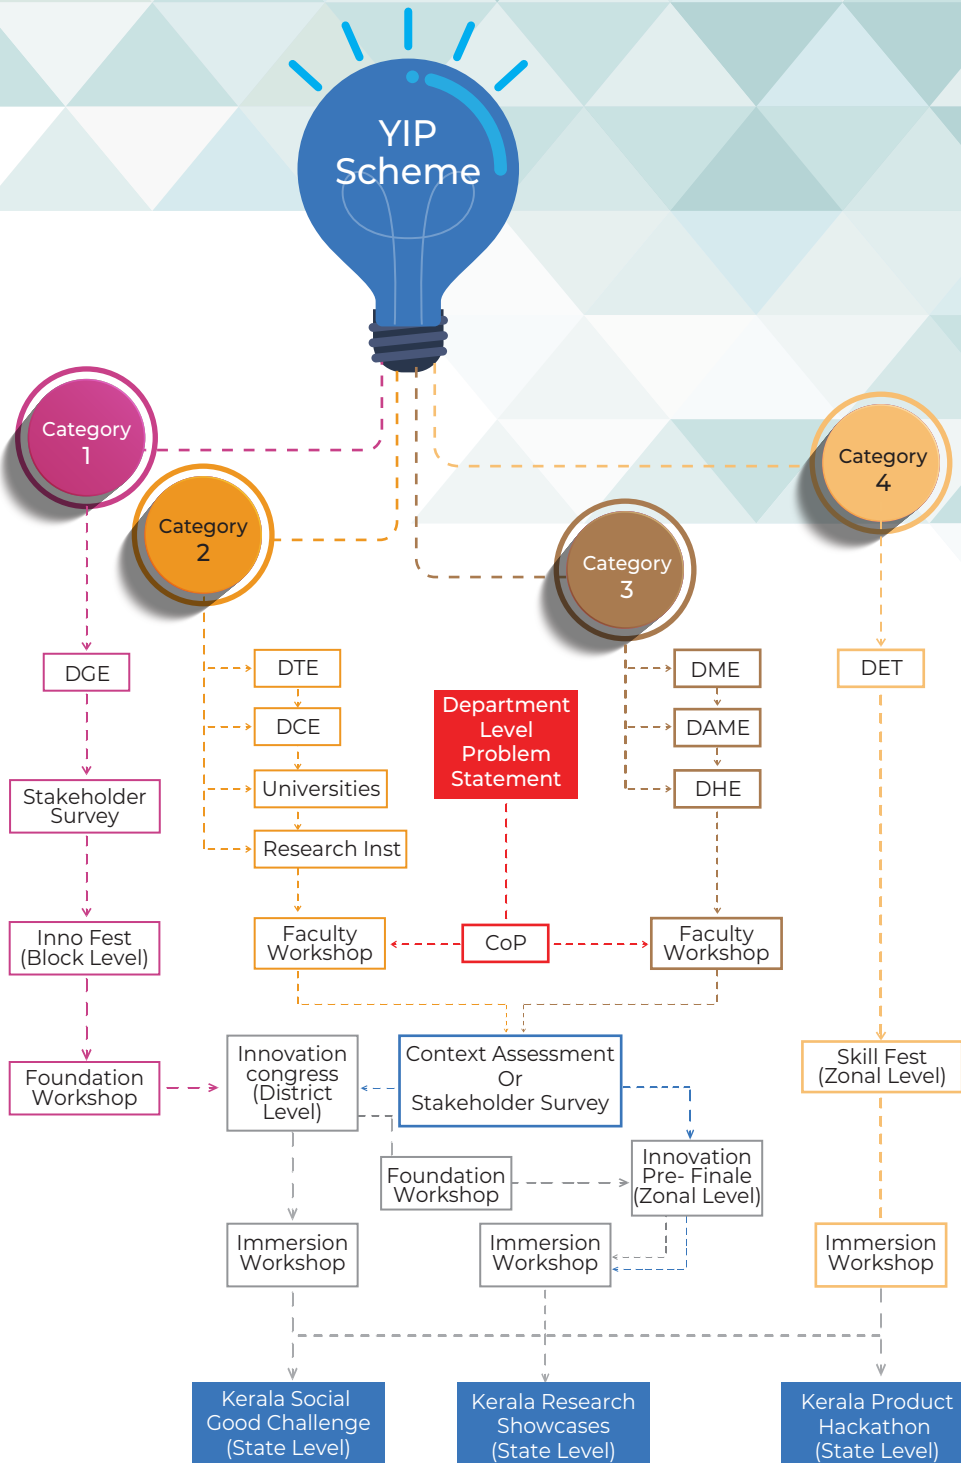 YIP
Scheme
Category
1
Category
2
Category
3
Category
4
DGE
Stakeholder
Survey
Inno Fest
(Block Level)
Foundation
Workshop
DTE
DCE
Universities
Research Inst
Faculty
Workshop
Department
Level
Problem
Statement
CoP
DME
DAME
DHE
Faculty
Workshop
DET
Skill Fest
(Zonal Level)
Innovation
congress
(District
Level)
Context Assessment
Or
Stakeholder Survey
Foundation
Workshop
Innovation
Pre- Finale
(Zonal Level)
Immersion
Workshop
Immersion
Workshop
Immersion
Workshop
Kerala Social
Good Challenge
(State Level)
Kerala Research
Showcases
(State Level)
Kerala Product
Hackathon
(State Level)